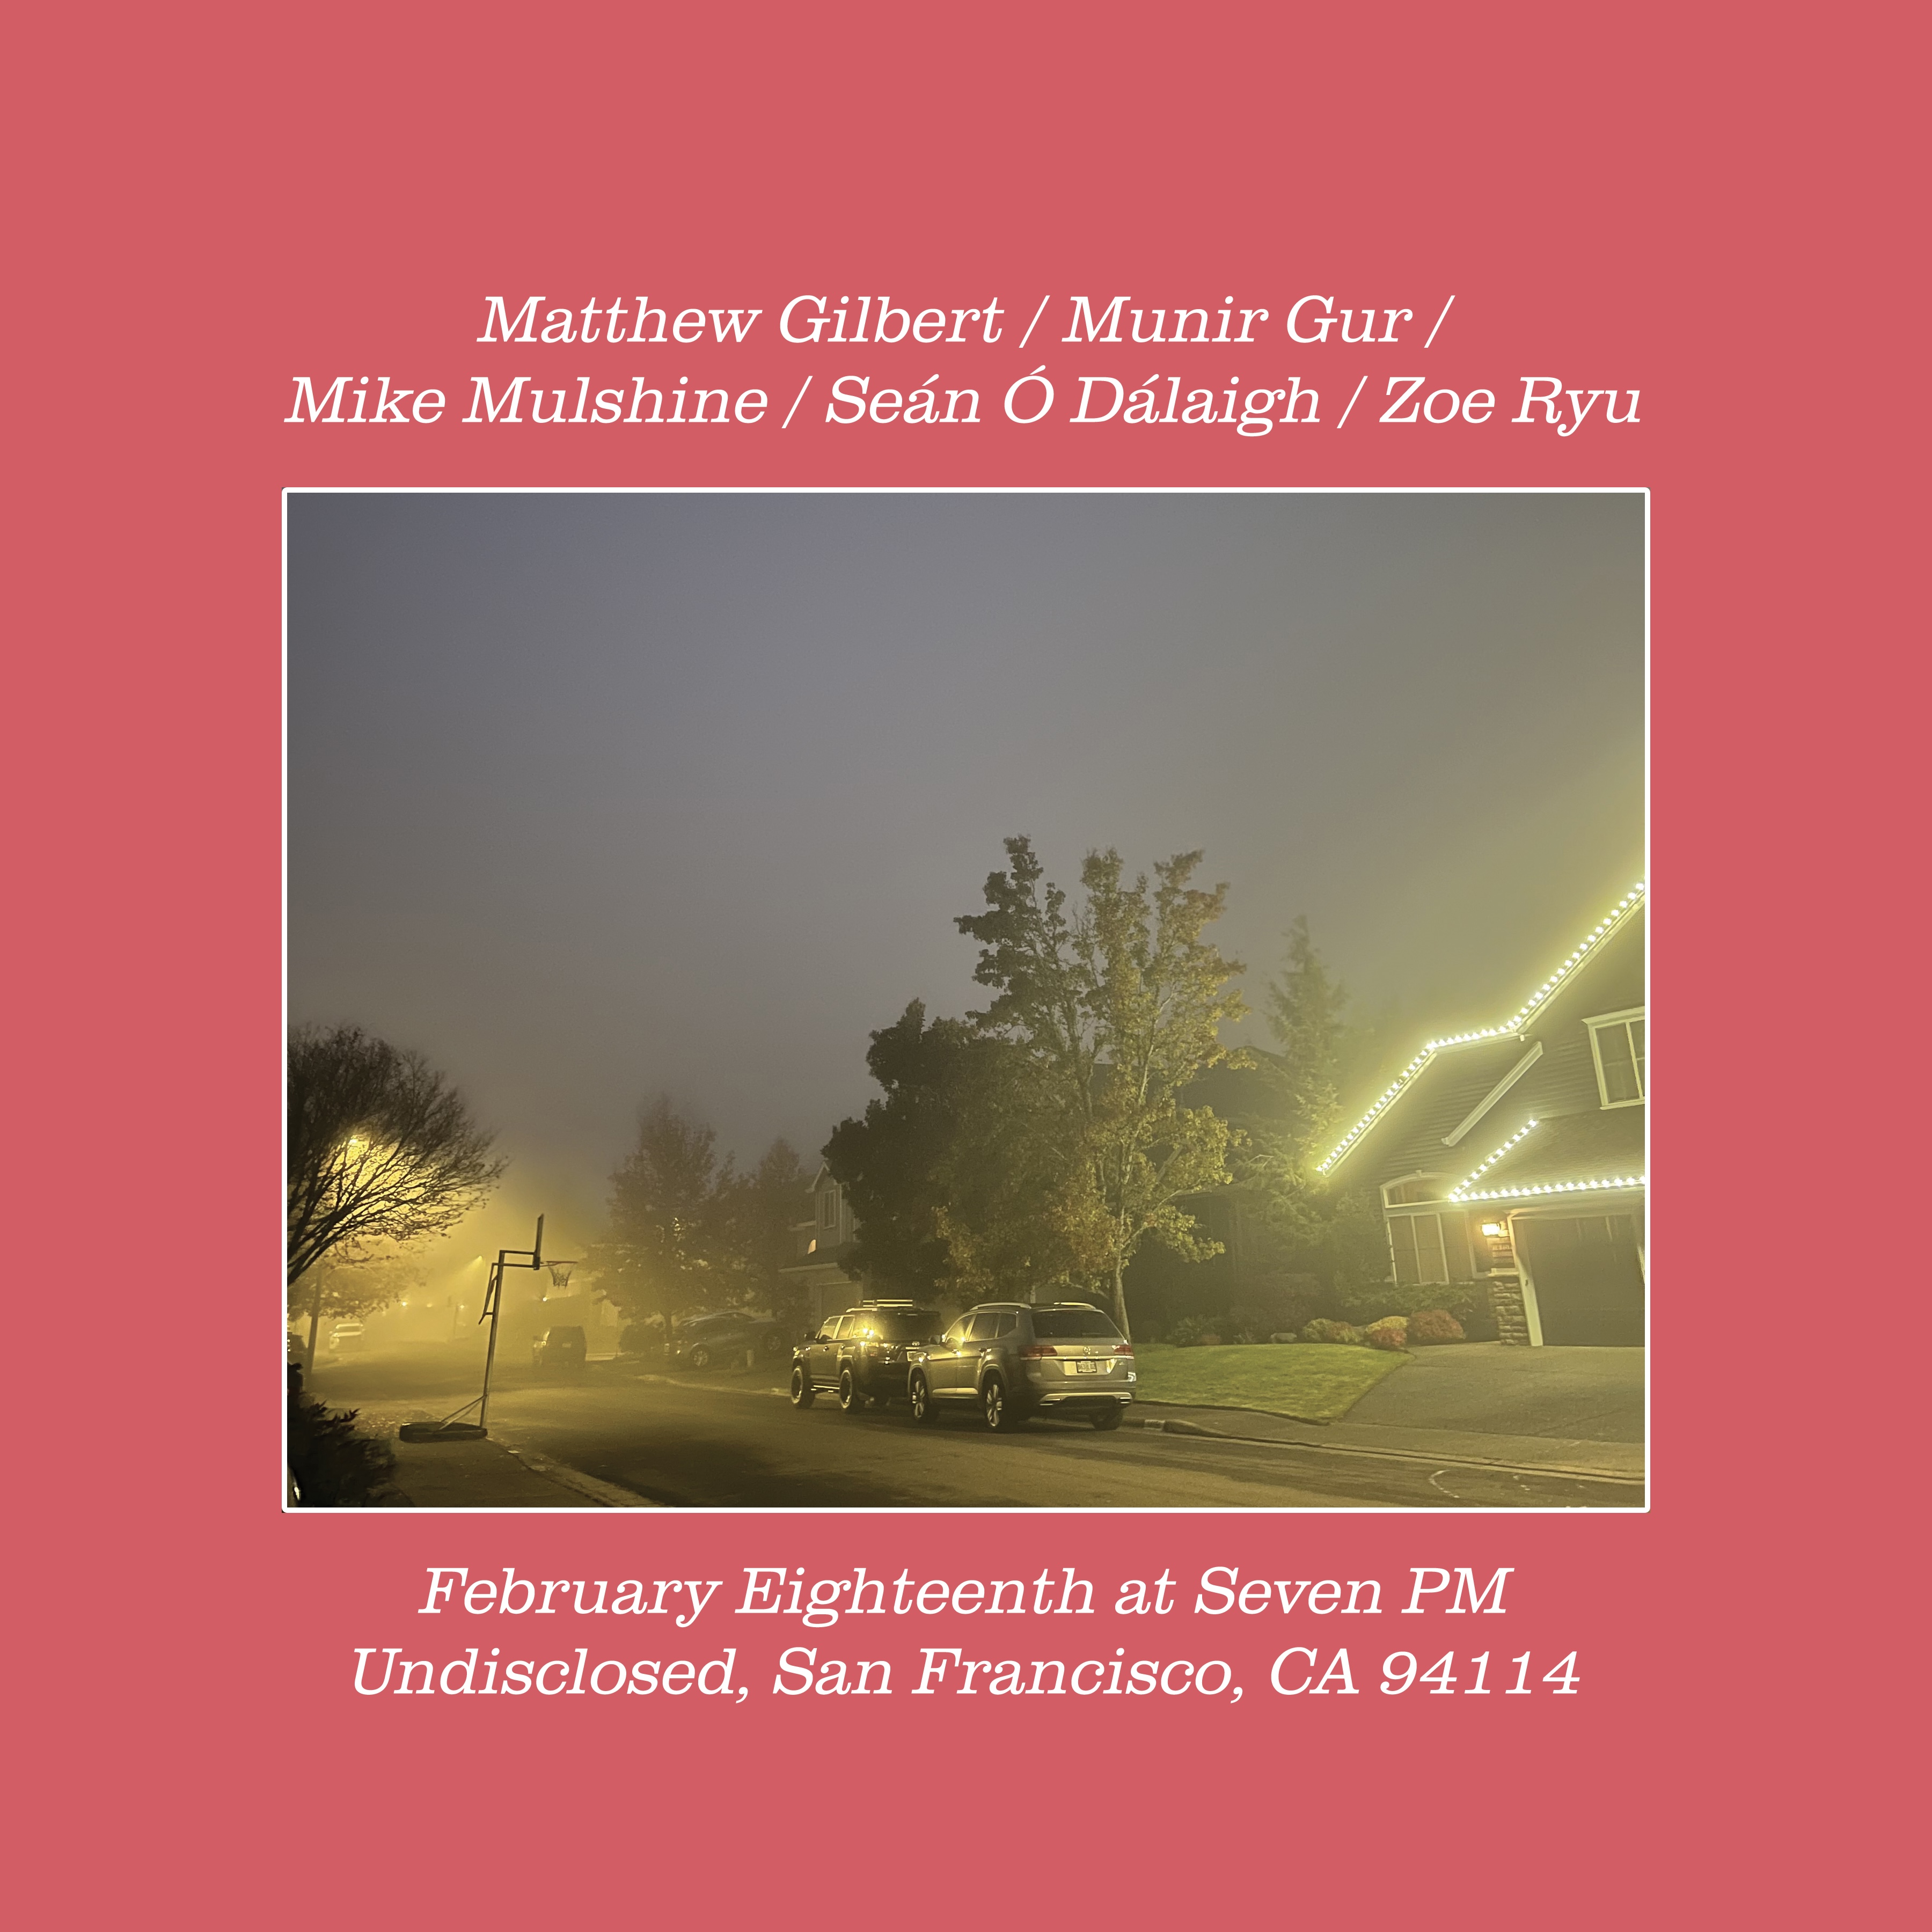 Matthew Gilbert / Munir Gur /
Mike Mulshine / Seán Ó Dálaigh / Zoe Ryu
February Eighteenth at Seven PM
Undisclosed, San Francisco, CA 94114